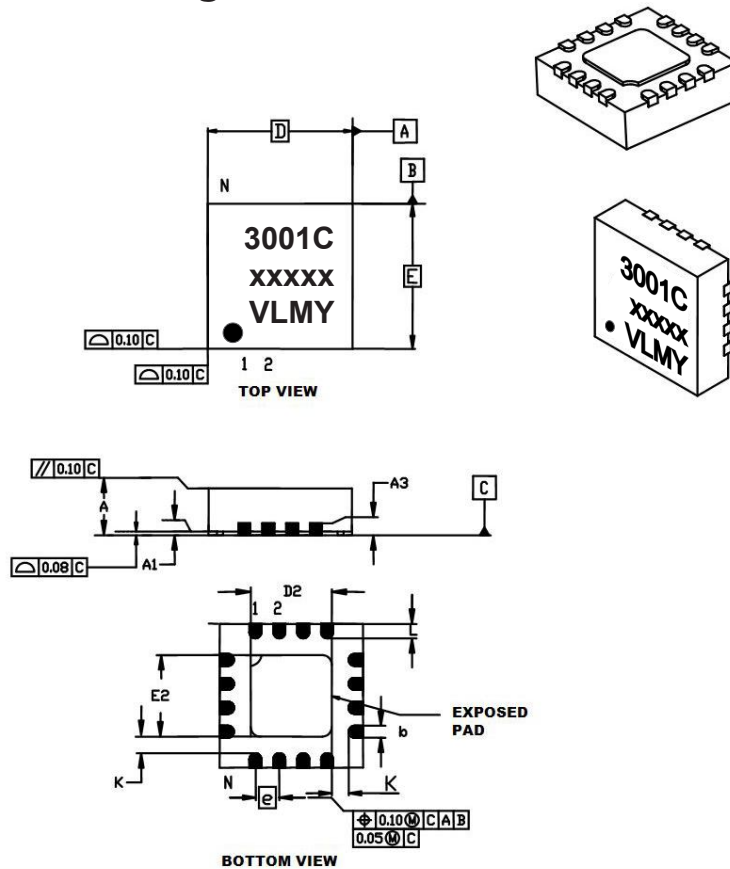 D
A
N
B
3001C
xxxxx
VLMY
E
0.10 C
0.10 C
1 2
TOP VIEW
3001C
xxxxx
VLMY
// 0.10 C
A
A3
C
0.08 C
A1
D2
1 2
L
E2
EXPOSED
PAD
b
K
N
e
K
0.10 Ⓜ C A B
0.05 Ⓜ C
BOTTOM VIEW